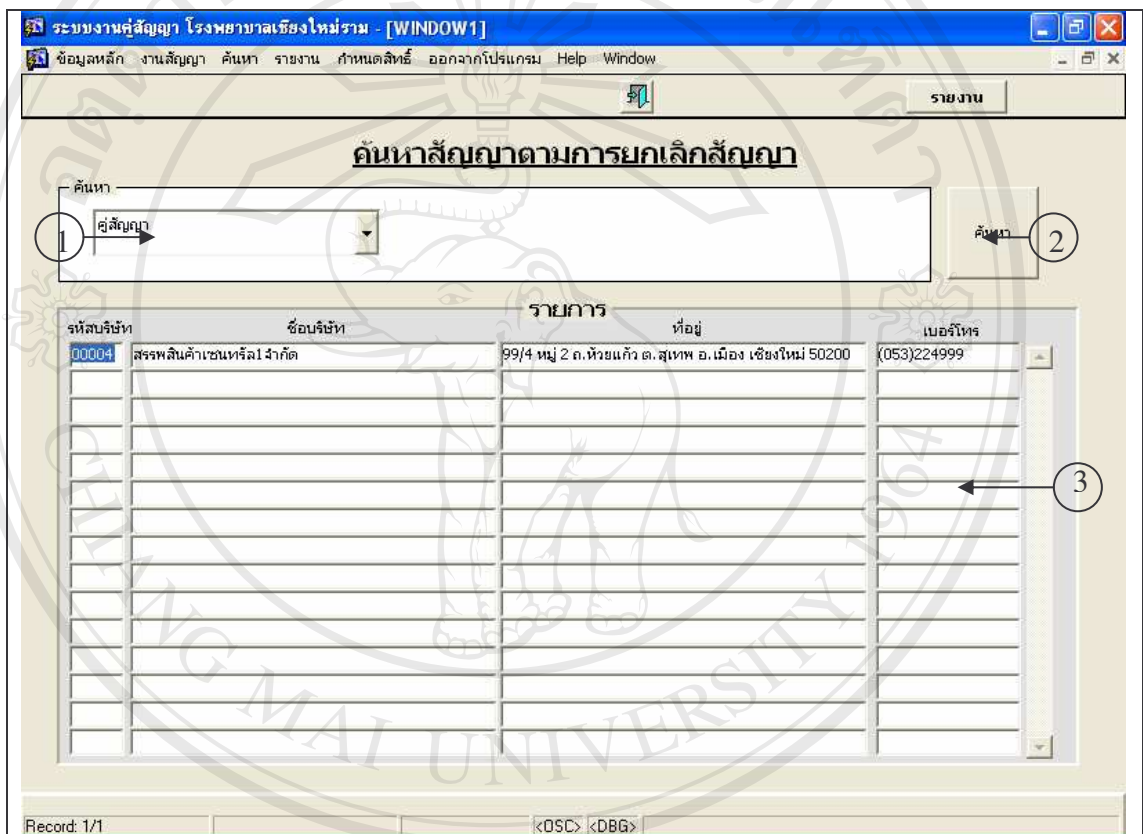 ระบบงานคู่สัญญา โรงพยาบาลเชียงใหม่ราม - [WINDOW1]
ข้อมูลหลัก งานสัญญา ค้นหา รายงาน กำหนดสิทธิ์ ออกจากโปรแกรม Help Window
รายงาน
ค้นหาสัญญาตามการยกเลิกสัญญา
ค้นหา
คู่สัญญา
1
ค้นหา
2
รายการ
รหัสบริษัท ชื่อบริษัท ที่อยู่ เบอร์โทร
00004 สรรพสินค้าเซนทรัล1จำกัด 99/4 หมู่ 2 ถ.ห้วยแก้ว ต.สุเทพ อ.เมือง เชียงใหม่ 50200 (053)224999
3
CHIANG MAI UNIVERSITY 1964
Record: 1/1 <OSC> <DBG>